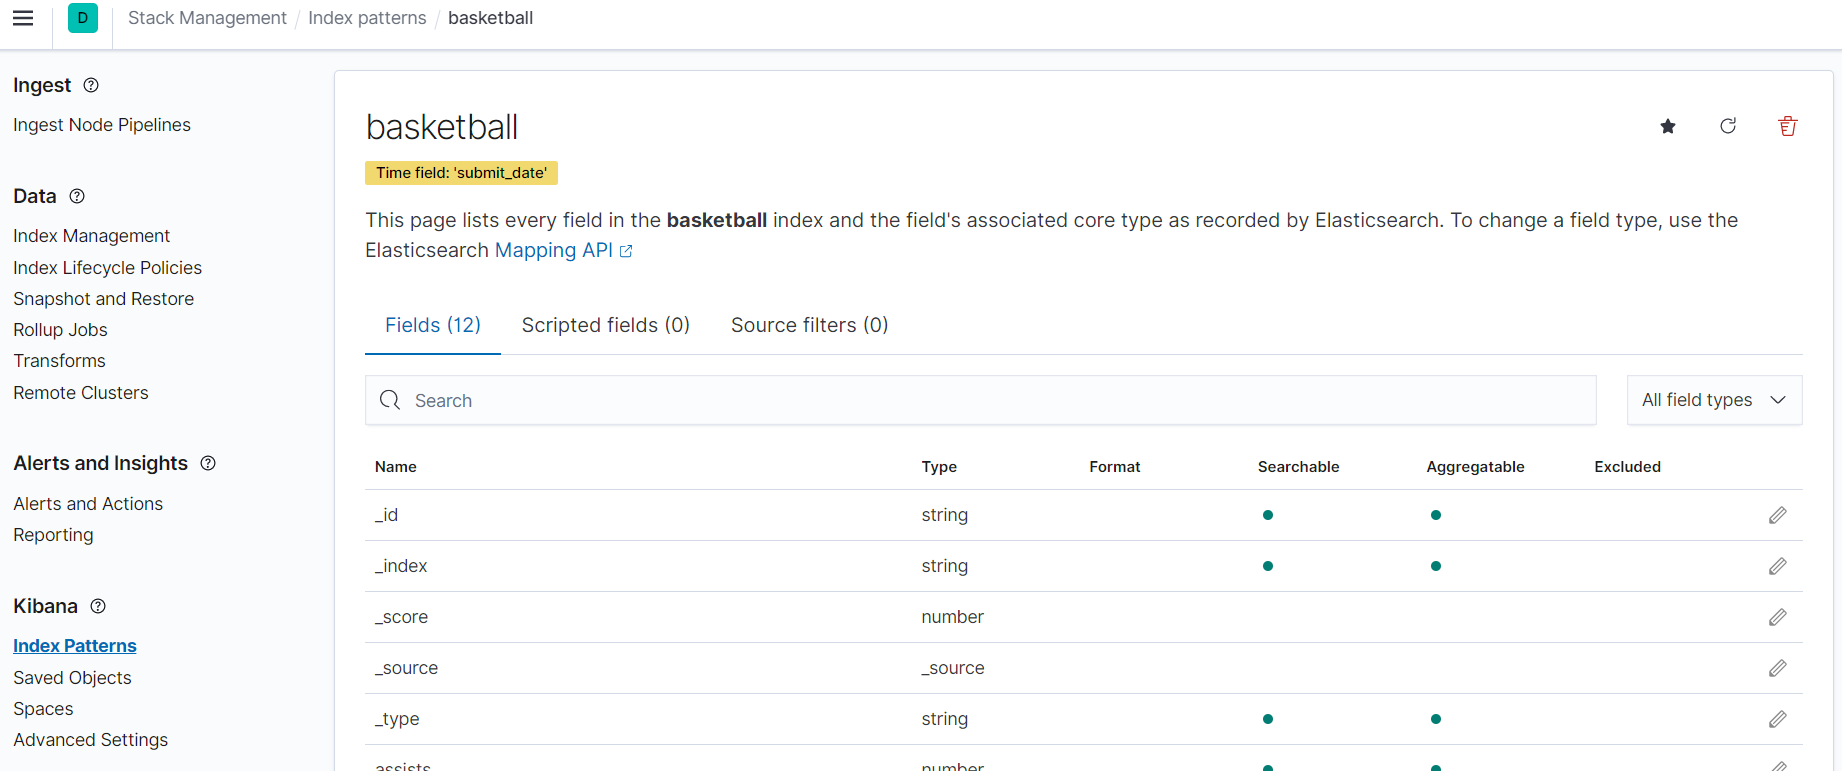 D
Stack Management / Index patterns / basketball
Ingest
Ingest Node Pipelines
Data
Index Management
Index Lifecycle Policies
Snapshot and Restore
Rollup Jobs
Transforms
Remote Clusters
Alerts and Insights
Alerts and Actions
Reporting
Kibana
Index Patterns
Saved Objects
Spaces
Advanced Settings
basketball
Time field: 'submit_date'
This page lists every field in the basketball index and the field's associated core type as recorded by Elasticsearch. To change a field type, use the
Elasticsearch Mapping API
Fields (12) Scripted fields (0) Source filters (0)
Search
All field types
Name Type Format Searchable Aggregatable Excluded
_id string
_index string
_score number
_source _source
_type string
assists number